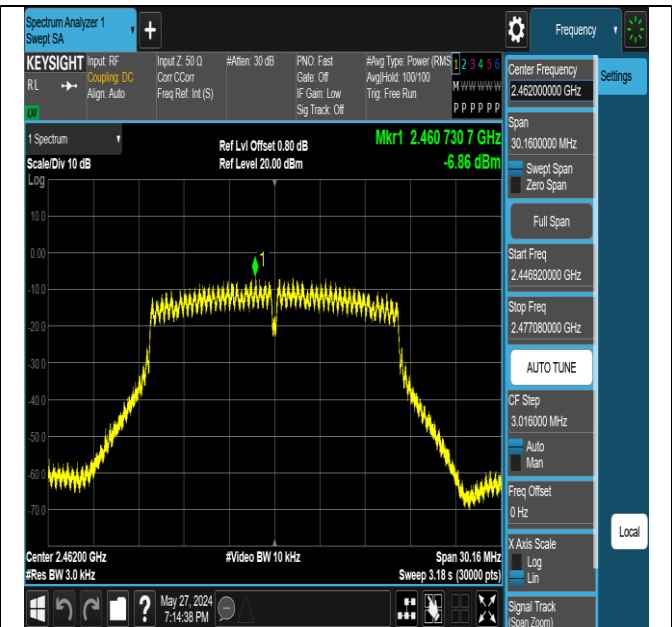 Spectrum Analyzer 1
Swept SA
+
Frequency
KEYSIGHT
RL
LXI
Input: RF
Coupling: DC
Align: Auto
Input Z: 50 Ω
Corr CCorr
Freq Ref: Int (S)
#Atten: 30 dB
PNO: Fast
Gate: Off
IF Gain: Low
Sig Track: Off
#Avg Type: Power (RMS
Avg|Hold: 100/100
Trig: Free Run
1 2 3 4 5 6
M W W W W W
P P P P P P
1 Spectrum
Scale/Div 10 dB
Log
Ref Lvl Offset 0.80 dB
Ref Level 20.00 dBm
Mkr1 2.460 730 7 GHz
-6.86 dBm
10.0
0.00
-10.0
-20.0
-30.0
-40.0
-50.0
-60.0
-70.0
1
Center 2.46200 GHz
#Res BW 3.0 kHz
#Video BW 10 kHz
Span 30.16 MHz
Sweep 3.18 s (30000 pts)
?
May 27, 2024
7:14:38 PM
Center Frequency
2.462000000 GHz
Span
30.1600000 MHz
Swept Span
Zero Span
Full Span
Start Freq
2.446920000 GHz
Stop Freq
2.477080000 GHz
AUTO TUNE
CF Step
3.016000 MHz
Auto
Man
Freq Offset
0 Hz
X Axis Scale
Log
Lin
Signal Track
(Span Zoom)
Settings
Local